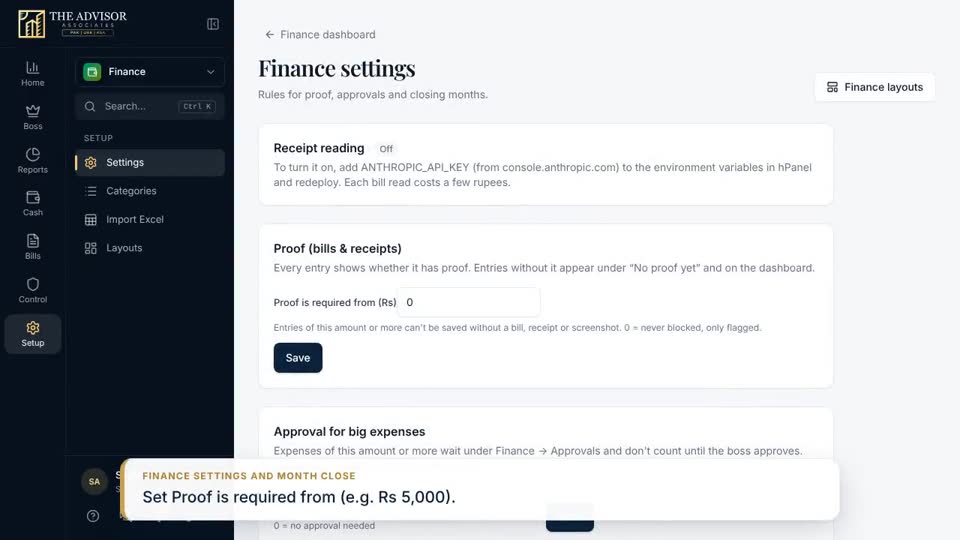 THE ADVISOR
ASSOCIATES
PAK | UAE | KSA
Home
Boss
Reports
Cash
Bills
Control
Setup
Finance
Search...
Ctrl K
SETUP
Settings
Categories
Import Excel
Layouts
SA
← Finance dashboard
Finance settings
Rules for proof, approvals and closing months.
Finance layouts
Receipt reading Off
To turn it on, add ANTHROPIC_API_KEY (from console.anthropic.com) to the environment variables in hPanel
and redeploy. Each bill read costs a few rupees.
Proof (bills & receipts)
Every entry shows whether it has proof. Entries without it appear under “No proof yet” and on the dashboard.
Proof is required from (Rs) 0
Entries of this amount or more can't be saved without a bill, receipt or screenshot. 0 = never blocked, only flagged.
Save
Approval for big expenses
Expenses of this amount or more wait under Finance → Approvals and don't count until the boss approves.
FINANCE SETTINGS AND MONTH CLOSE
Set Proof is required from (e.g. Rs 5,000).
0 = no approval needed